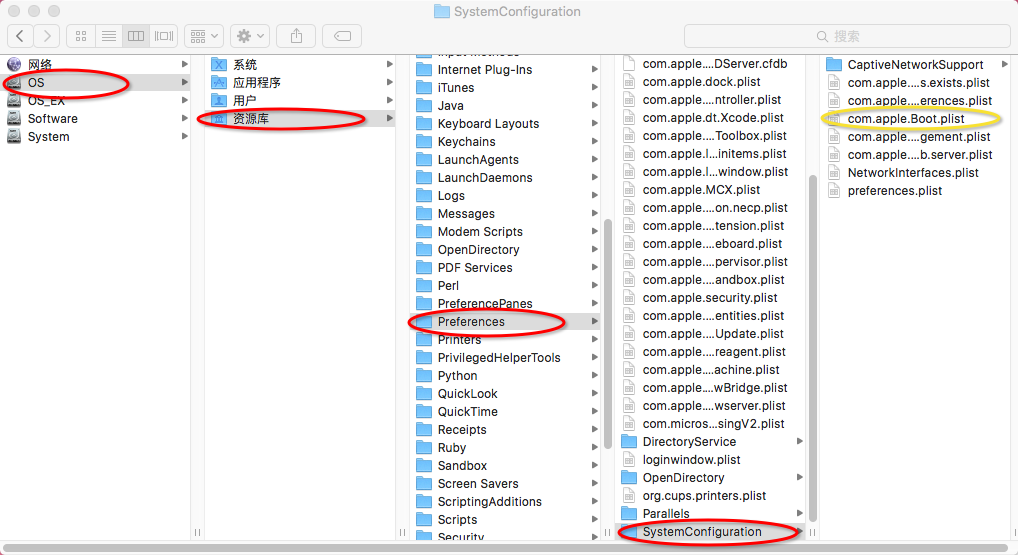 SystemConfiguration
搜索
网络
OS
OS_EX
Software
System
系统
应用程序
用户
资源库
Input Methods
Internet Plug-Ins
iTunes
Java
Keyboard Layouts
Keychains
LaunchAgents
LaunchDaemons
Logs
Messages
Modem Scripts
OpenDirectory
PDF Services
Perl
PreferencePanes
Preferences
Printers
PrivilegedHelperTools
Python
QuickLook
QuickTime
Receipts
Ruby
Sandbox
Screen Savers
ScriptingAdditions
Scripts
Security
com.apple....DServer.cfdb
com.apple.dock.plist
com.apple....ntroller.plist
com.apple.dt.Xcode.plist
com.apple....Toolbox.plist
com.apple.l...initems.plist
com.apple.l...window.plist
com.apple.MCX.plist
com.apple....on.necp.plist
com.apple....tension.plist
com.apple....eboard.plist
com.apple....pervisor.plist
com.apple....andbox.plist
com.apple.security.plist
com.apple....entities.plist
com.apple....Update.plist
com.apple....reagent.plist
com.apple....achine.plist
com.apple....wBridge.plist
com.apple....wserver.plist
com.micros...singV2.plist
DirectoryService
loginwindow.plist
OpenDirectory
org.cups.printers.plist
Parallels
SystemConfiguration
CaptiveNetworkSupport
com.apple....s.exists.plist
com.apple....erences.plist
com.apple.Boot.plist
com.apple....gement.plist
com.apple....b.server.plist
NetworkInterfaces.plist
preferences.plist